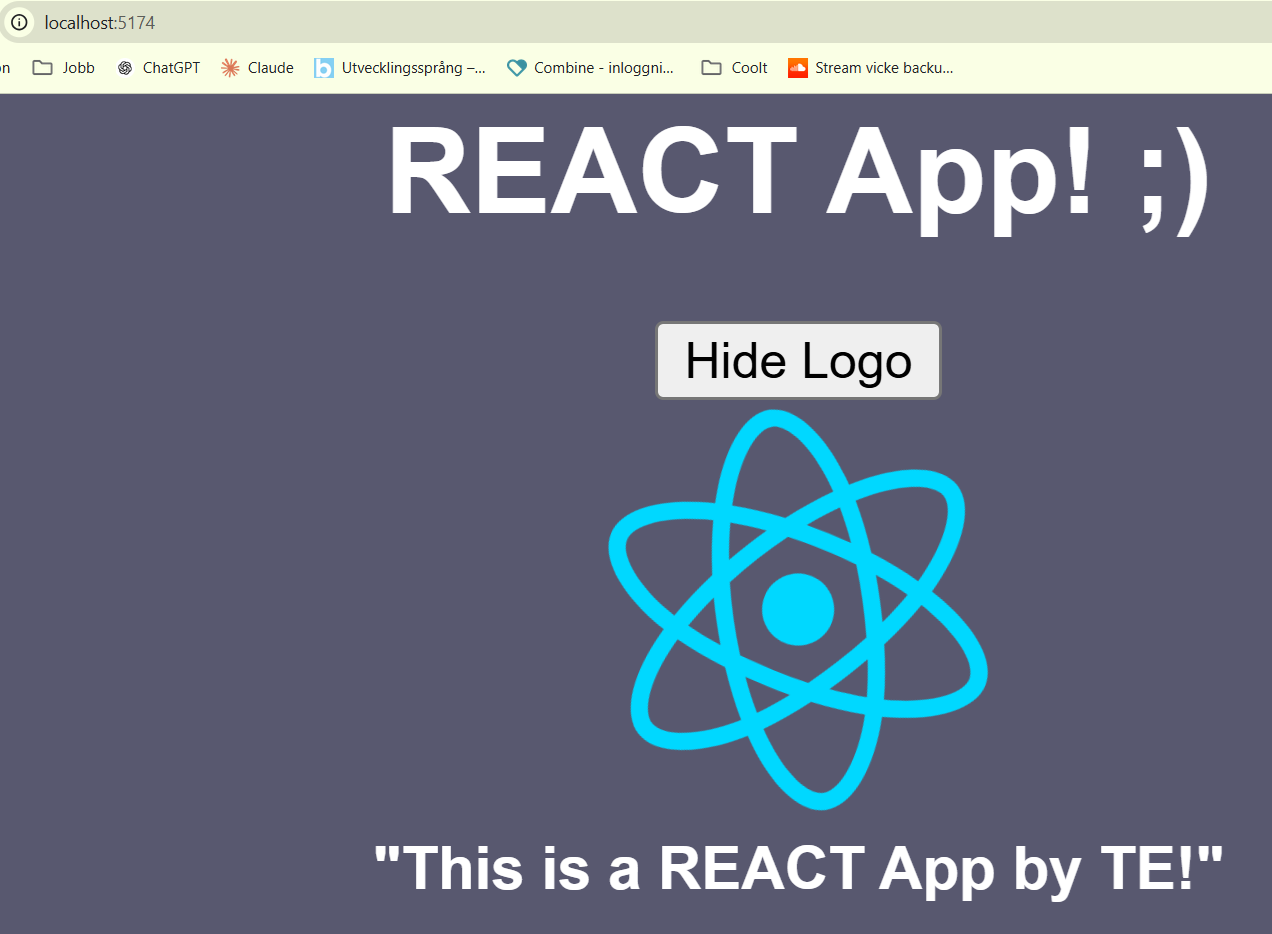 localhost:5174
on Jobb ChatGPT Claude Utvecklingssprång –... Combine - inloggni... Coolt Stream vicke backu...
REACT App! ;)
Hide Logo
"This is a REACT App by TE!"